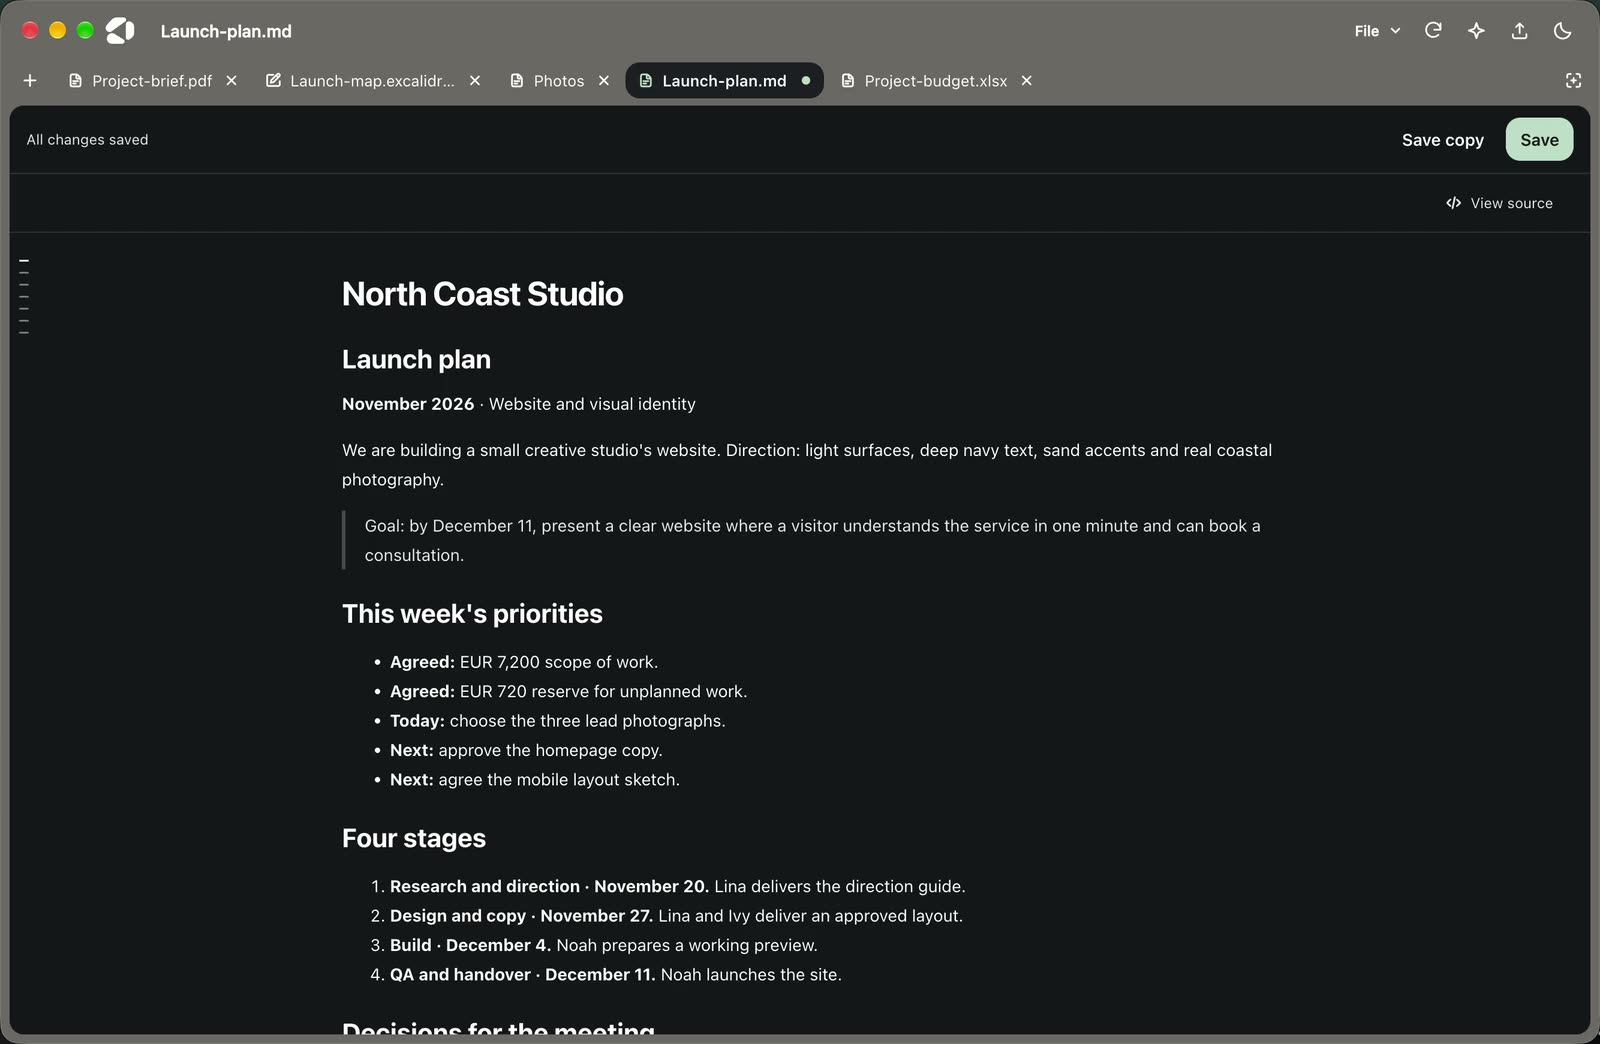 Launch-plan.md
File
Project-brief.pdf
Launch-map.excalidr...
Photos
Launch-plan.md
Project-budget.xlsx
All changes saved
Save copy
Save
View source
North Coast Studio
Launch plan
November 2026 · Website and visual identity
We are building a small creative studio's website. Direction: light surfaces, deep navy text, sand accents and real coastal
photography.
Goal: by December 11, present a clear website where a visitor understands the service in one minute and can book a
consultation.
This week's priorities
• Agreed: EUR 7,200 scope of work.
• Agreed: EUR 720 reserve for unplanned work.
• Today: choose the three lead photographs.
• Next: approve the homepage copy.
• Next: agree the mobile layout sketch.
Four stages
1. Research and direction · November 20. Lina delivers the direction guide.
2. Design and copy · November 27. Lina and Ivy deliver an approved layout.
3. Build · December 4. Noah prepares a working preview.
4. QA and handover · December 11. Noah launches the site.
Decisions for the meeting